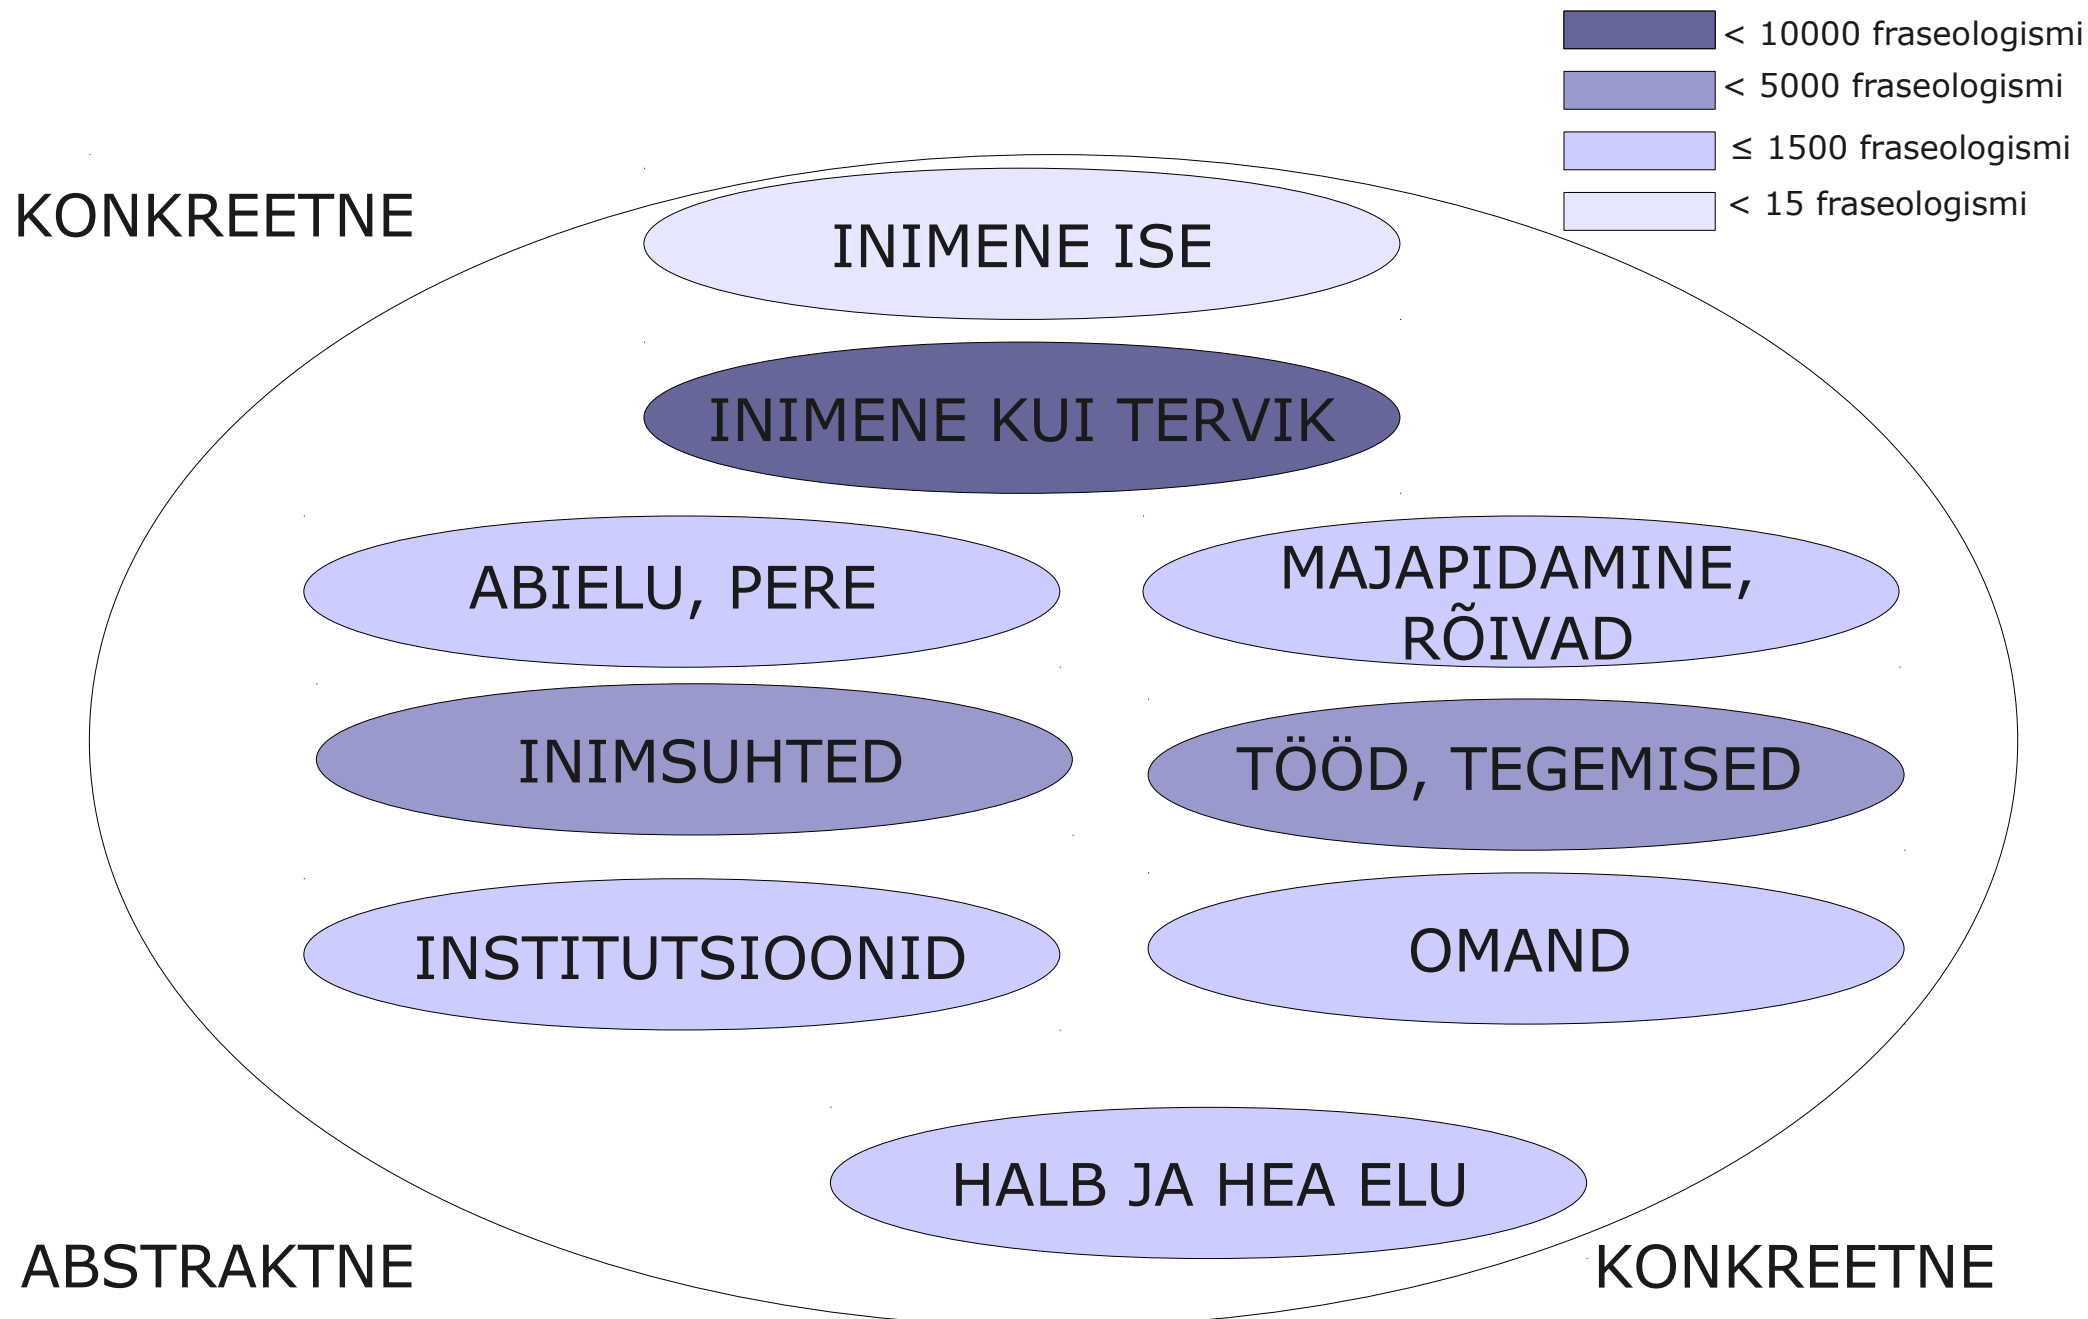 < 10000 fraseologismi
< 5000 fraseologismi
≤ 1500 fraseologismi
< 15 fraseologismi
KONKREETNE
INIMENE ISE
INIMENE KUI TERVIK
ABIELU, PERE
MAJAPIDAMINE,
RÕIVAD
INIMSUHTED
TÖÖD, TEGEMISED
INSTITUTSIOONID
OMAND
HALB JA HEA ELU
ABSTRAKTNE
KONKREETNE